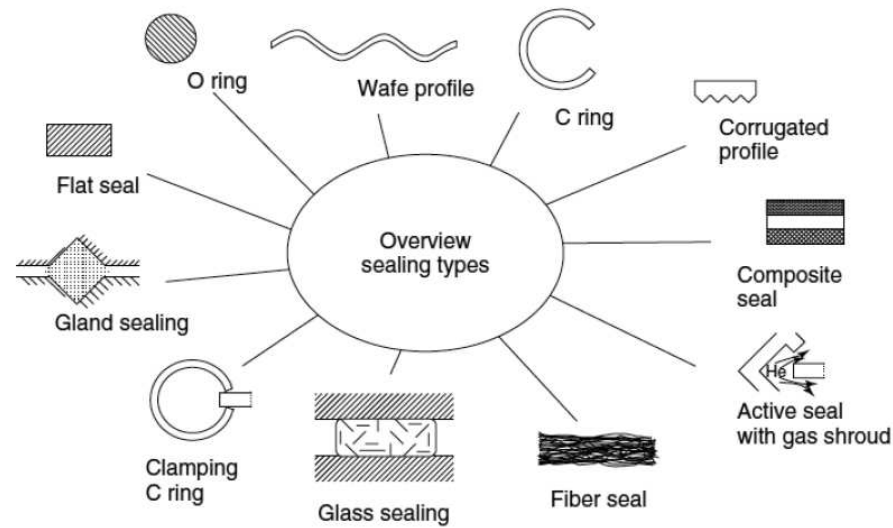 O ring
Wafe profile
C ring
Corrugated
profile
Flat seal
Overview
sealing types
Composite
seal
Gland sealing
He
Active seal
with gas shroud
Clamping
C ring
Glass sealing
Fiber seal